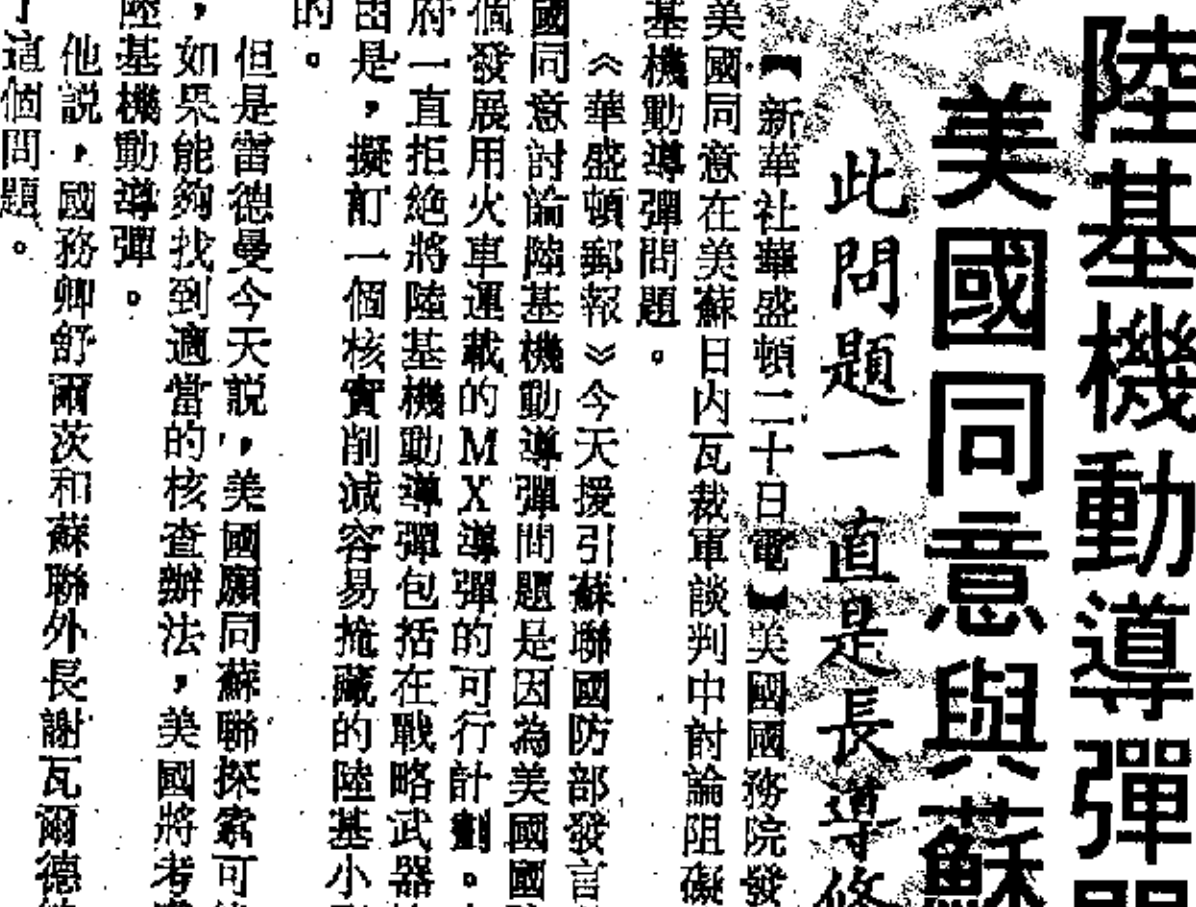 陸基機動導彈
美國同意與蘇
此問題一直是長導
【新華社華盛頓二十日電】美國國務院發
美國同意在美蘇日内瓦裁軍談判中討論阻礙
基機動導彈問題。
《華盛頓郵報》今天援引蘇聯國防部發言
國同意討論陸基機動導彈問題是因為美國國
個發展用火車運載的MX導彈的可行計劃。
府一直拒絶將陸基機動導彈包括在戰略武器
是，擬訂一個核實削減容易掩藏的陸基小
的。
但是雷德曼今天説，美國願同蘇聯探索可
，如果能夠找到適當的核查辦法，美國將考
陸基機動導彈。
他説，國務卿舒爾茨和蘇聯外長謝瓦爾德
這個問題。